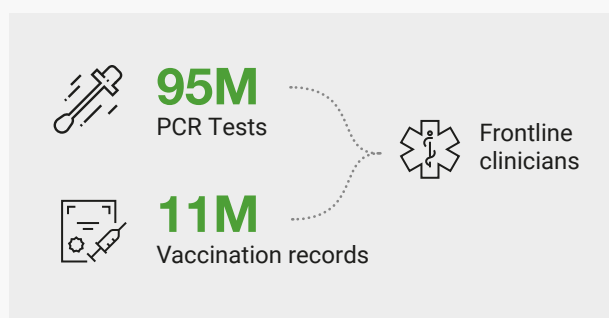 95M
PCR Tests
11M
Vaccination records
Frontline
clinicians